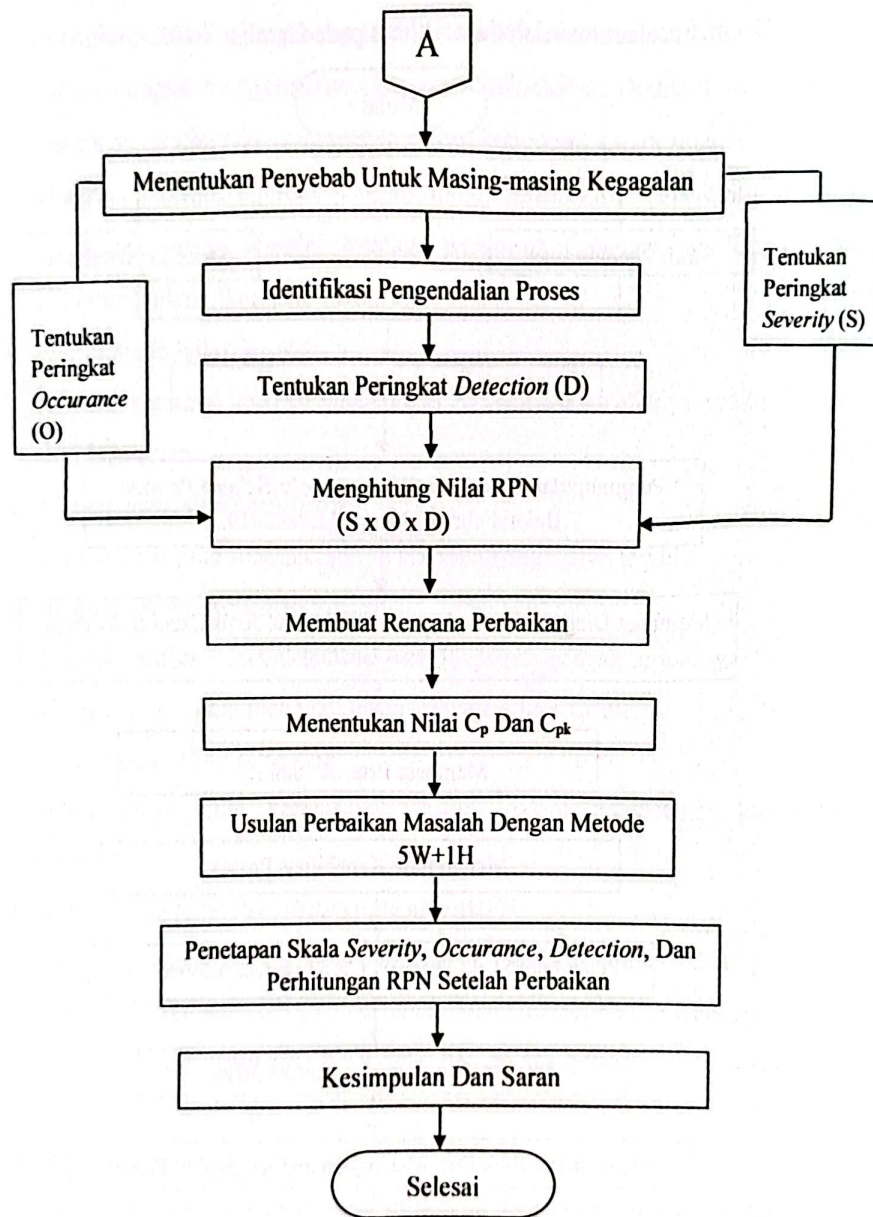 A
Menentukan Penyebab Untuk Masing-masing Kegagalan
Tentukan
Peringkat
Severity (S)
Identifikasi Pengendalian Proses
Tentukan
Peringkat
Occurance
(O)
Tentukan Peringkat Detection (D)
Menghitung Nilai RPN
(S x O x D)
Membuat Rencana Perbaikan
Menentukan Nilai Cp Dan Cpk
Usulan Perbaikan Masalah Dengan Metode
5W+1H
Penetapan Skala Severity, Occurance, Detection, Dan
Perhitungan RPN Setelah Perbaikan
Kesimpulan Dan Saran
Selesai